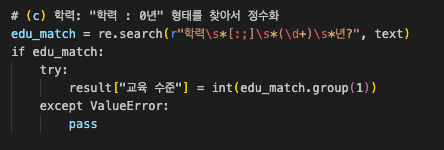 # (c) 학력: "학력 : 0년" 형태를 찾아서 정수화
edu_match = re.search(r"학력\s*[:;]\s*(\d+)\s*년?", text)
if edu_match:
    try:
        result["교육 수준"] = int(edu_match.group(1))
    except ValueError:
        pass